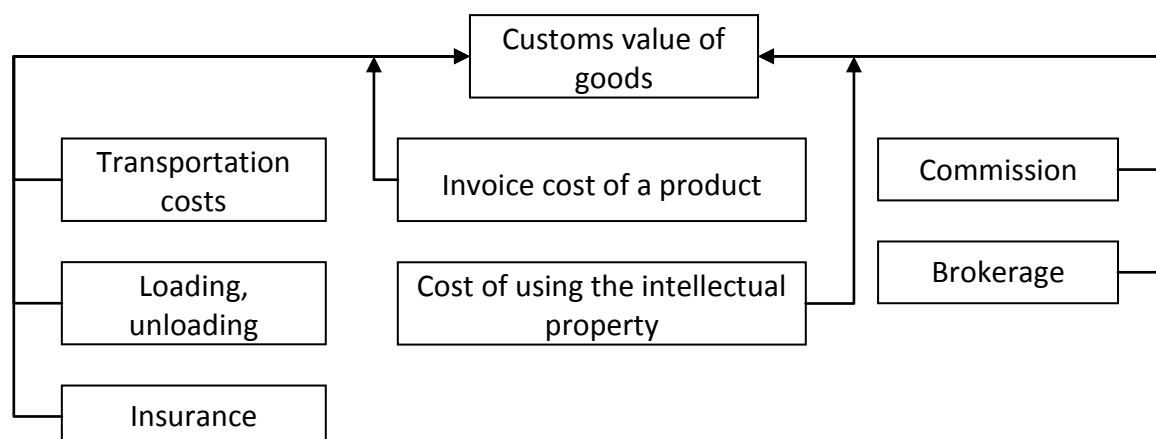 Customs value of
goods
Transportation
costs
Invoice cost of a product
Commission
Loading,
unloading
Cost of using the intellectual
property
Brokerage
Insurance